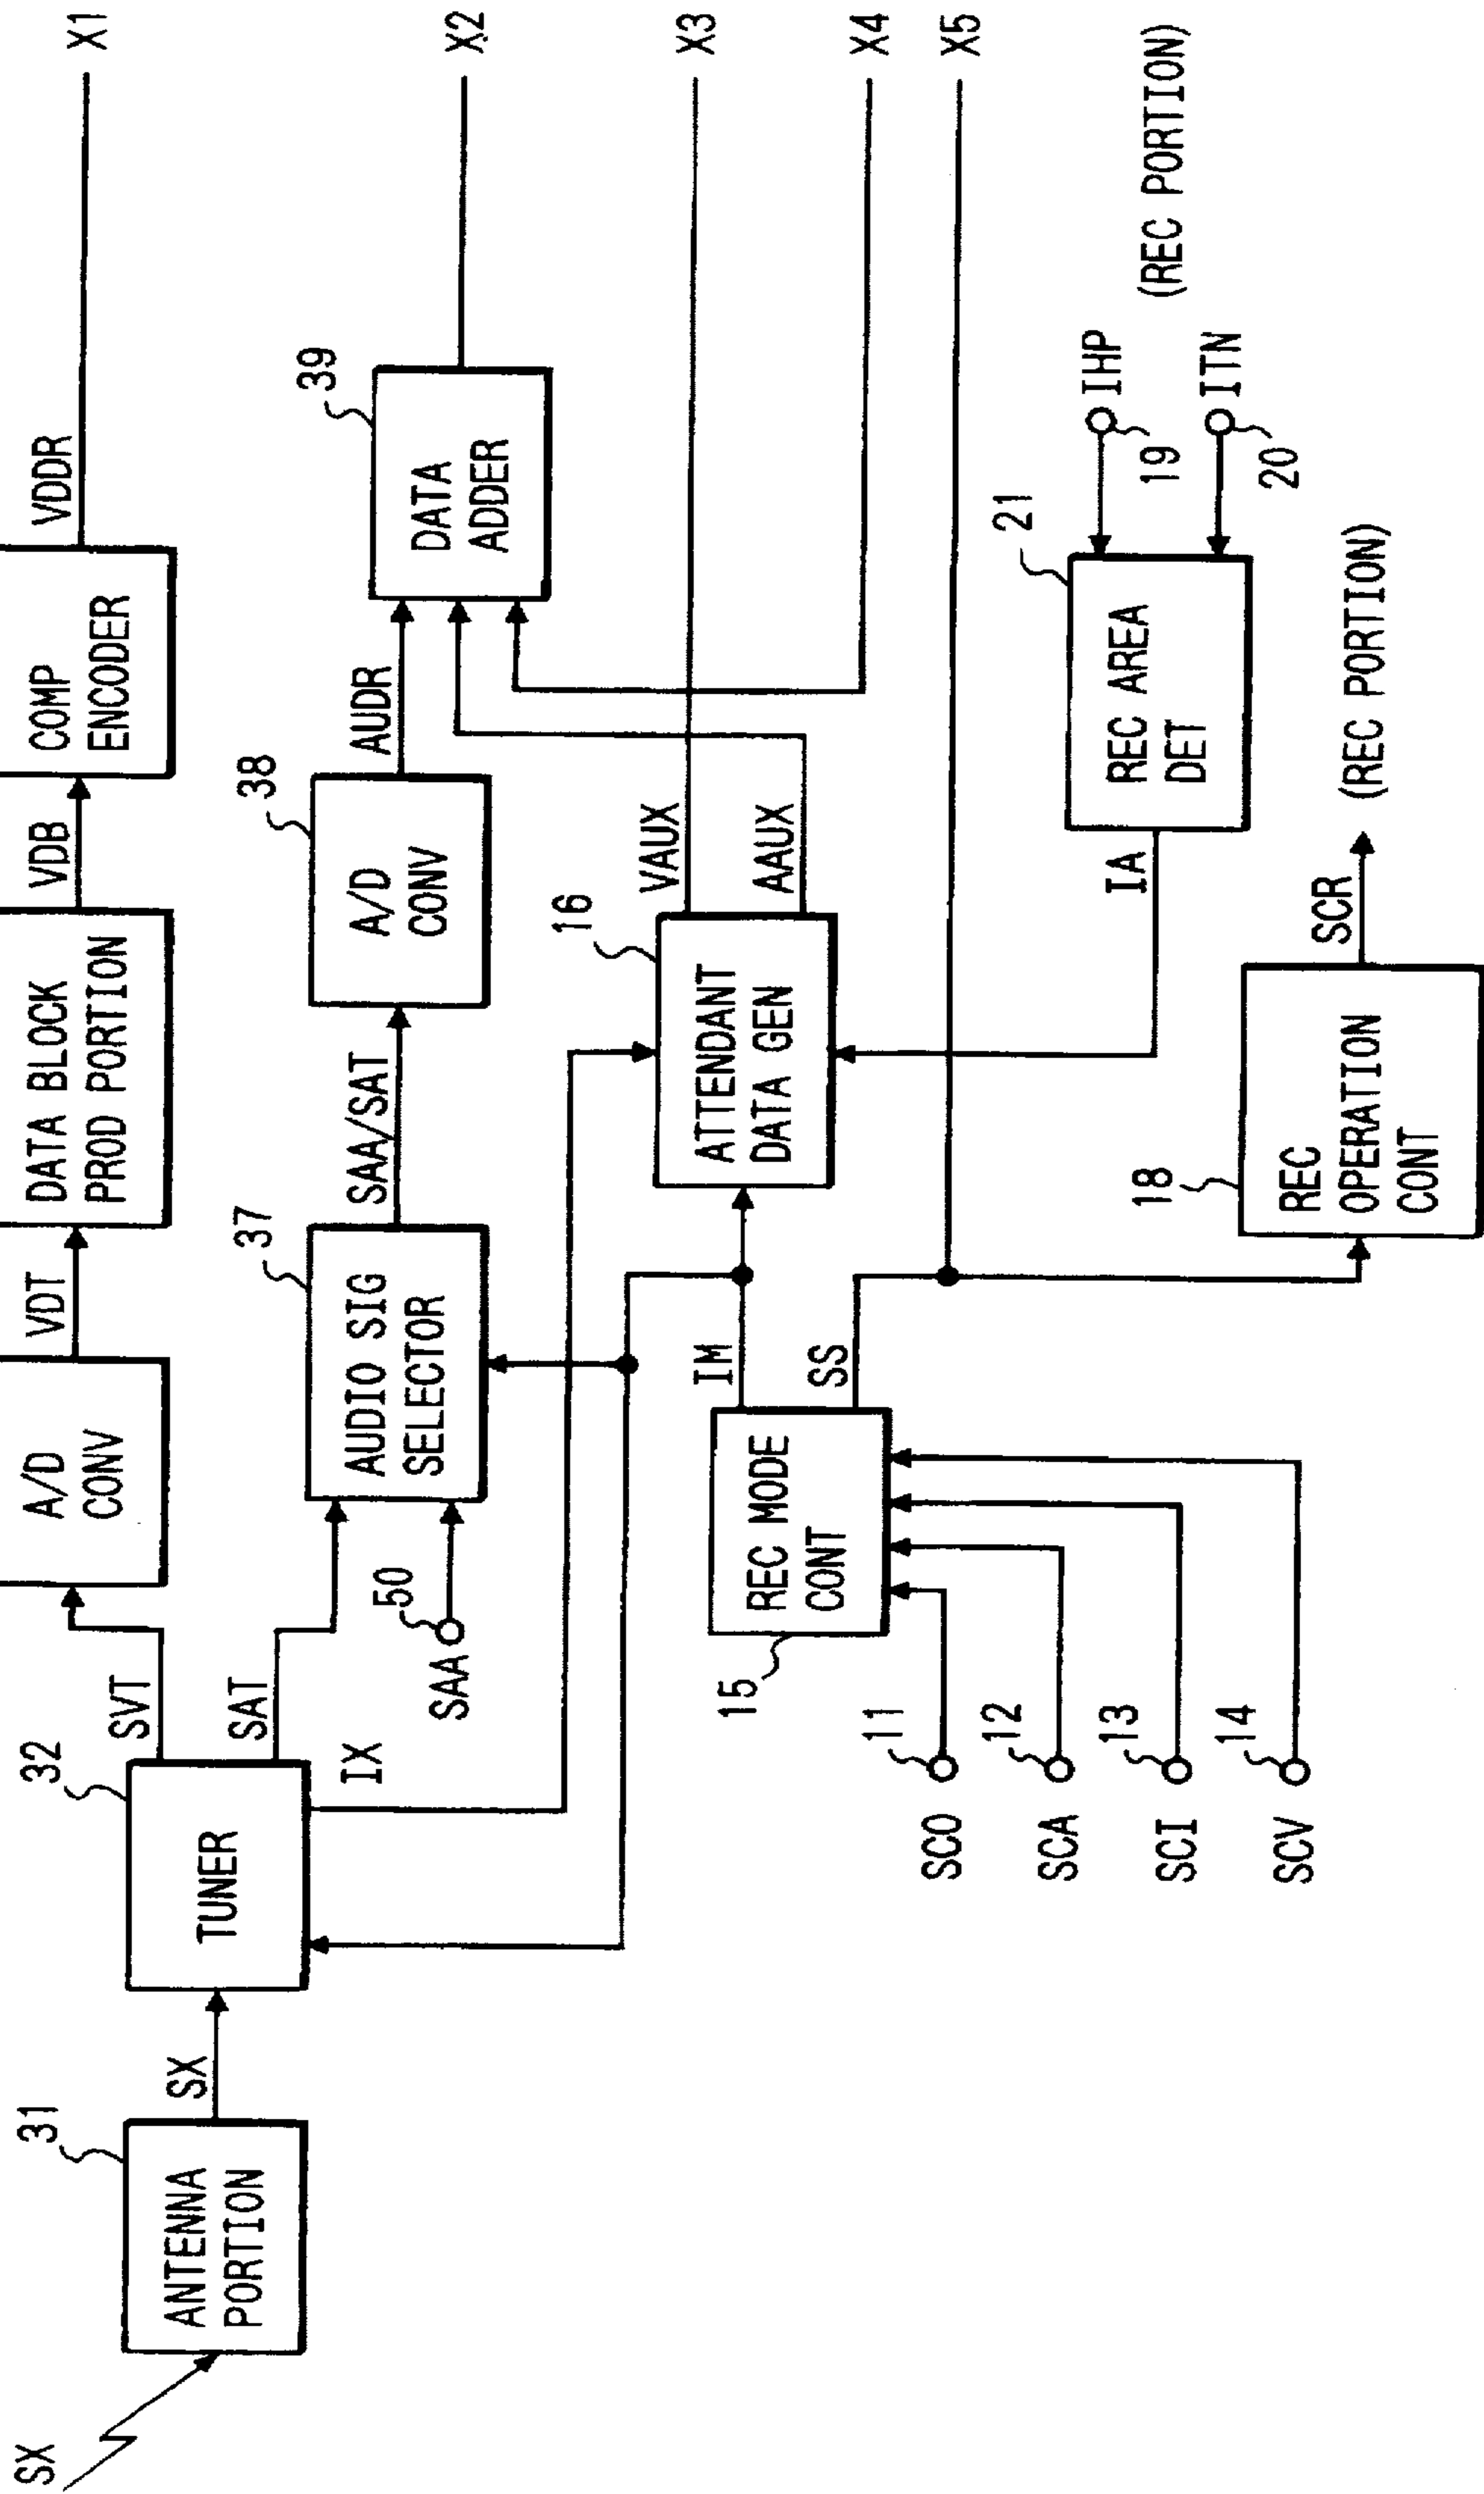 SX
31
ANTENNA
PORTION
SX
32
TUNER
SVT
SAT
IX
A/D
CONV
VDT
DATA BLOCK
PROD PORTION
VDB
COMP
ENCODER
VDDR
X1
50
SAA
37
AUDIO SIG
SELECTOR
SAA/SAT
38
A/D
CONV
AUDR
39
DATA
ADDER
X2
15
REC MODE
CONT
IM
SS
16
ATTENDANT
DATA GEN
VAUX
AAUX
X3
X4
X5
SCO
11
SCA
12
SCI
13
SCV
14
21
REC AREA
DET
IA
IHP
19
ITN
20
(REC PORTION)
18
REC
OPERATION
CONT
SCR
(REC PORTION)